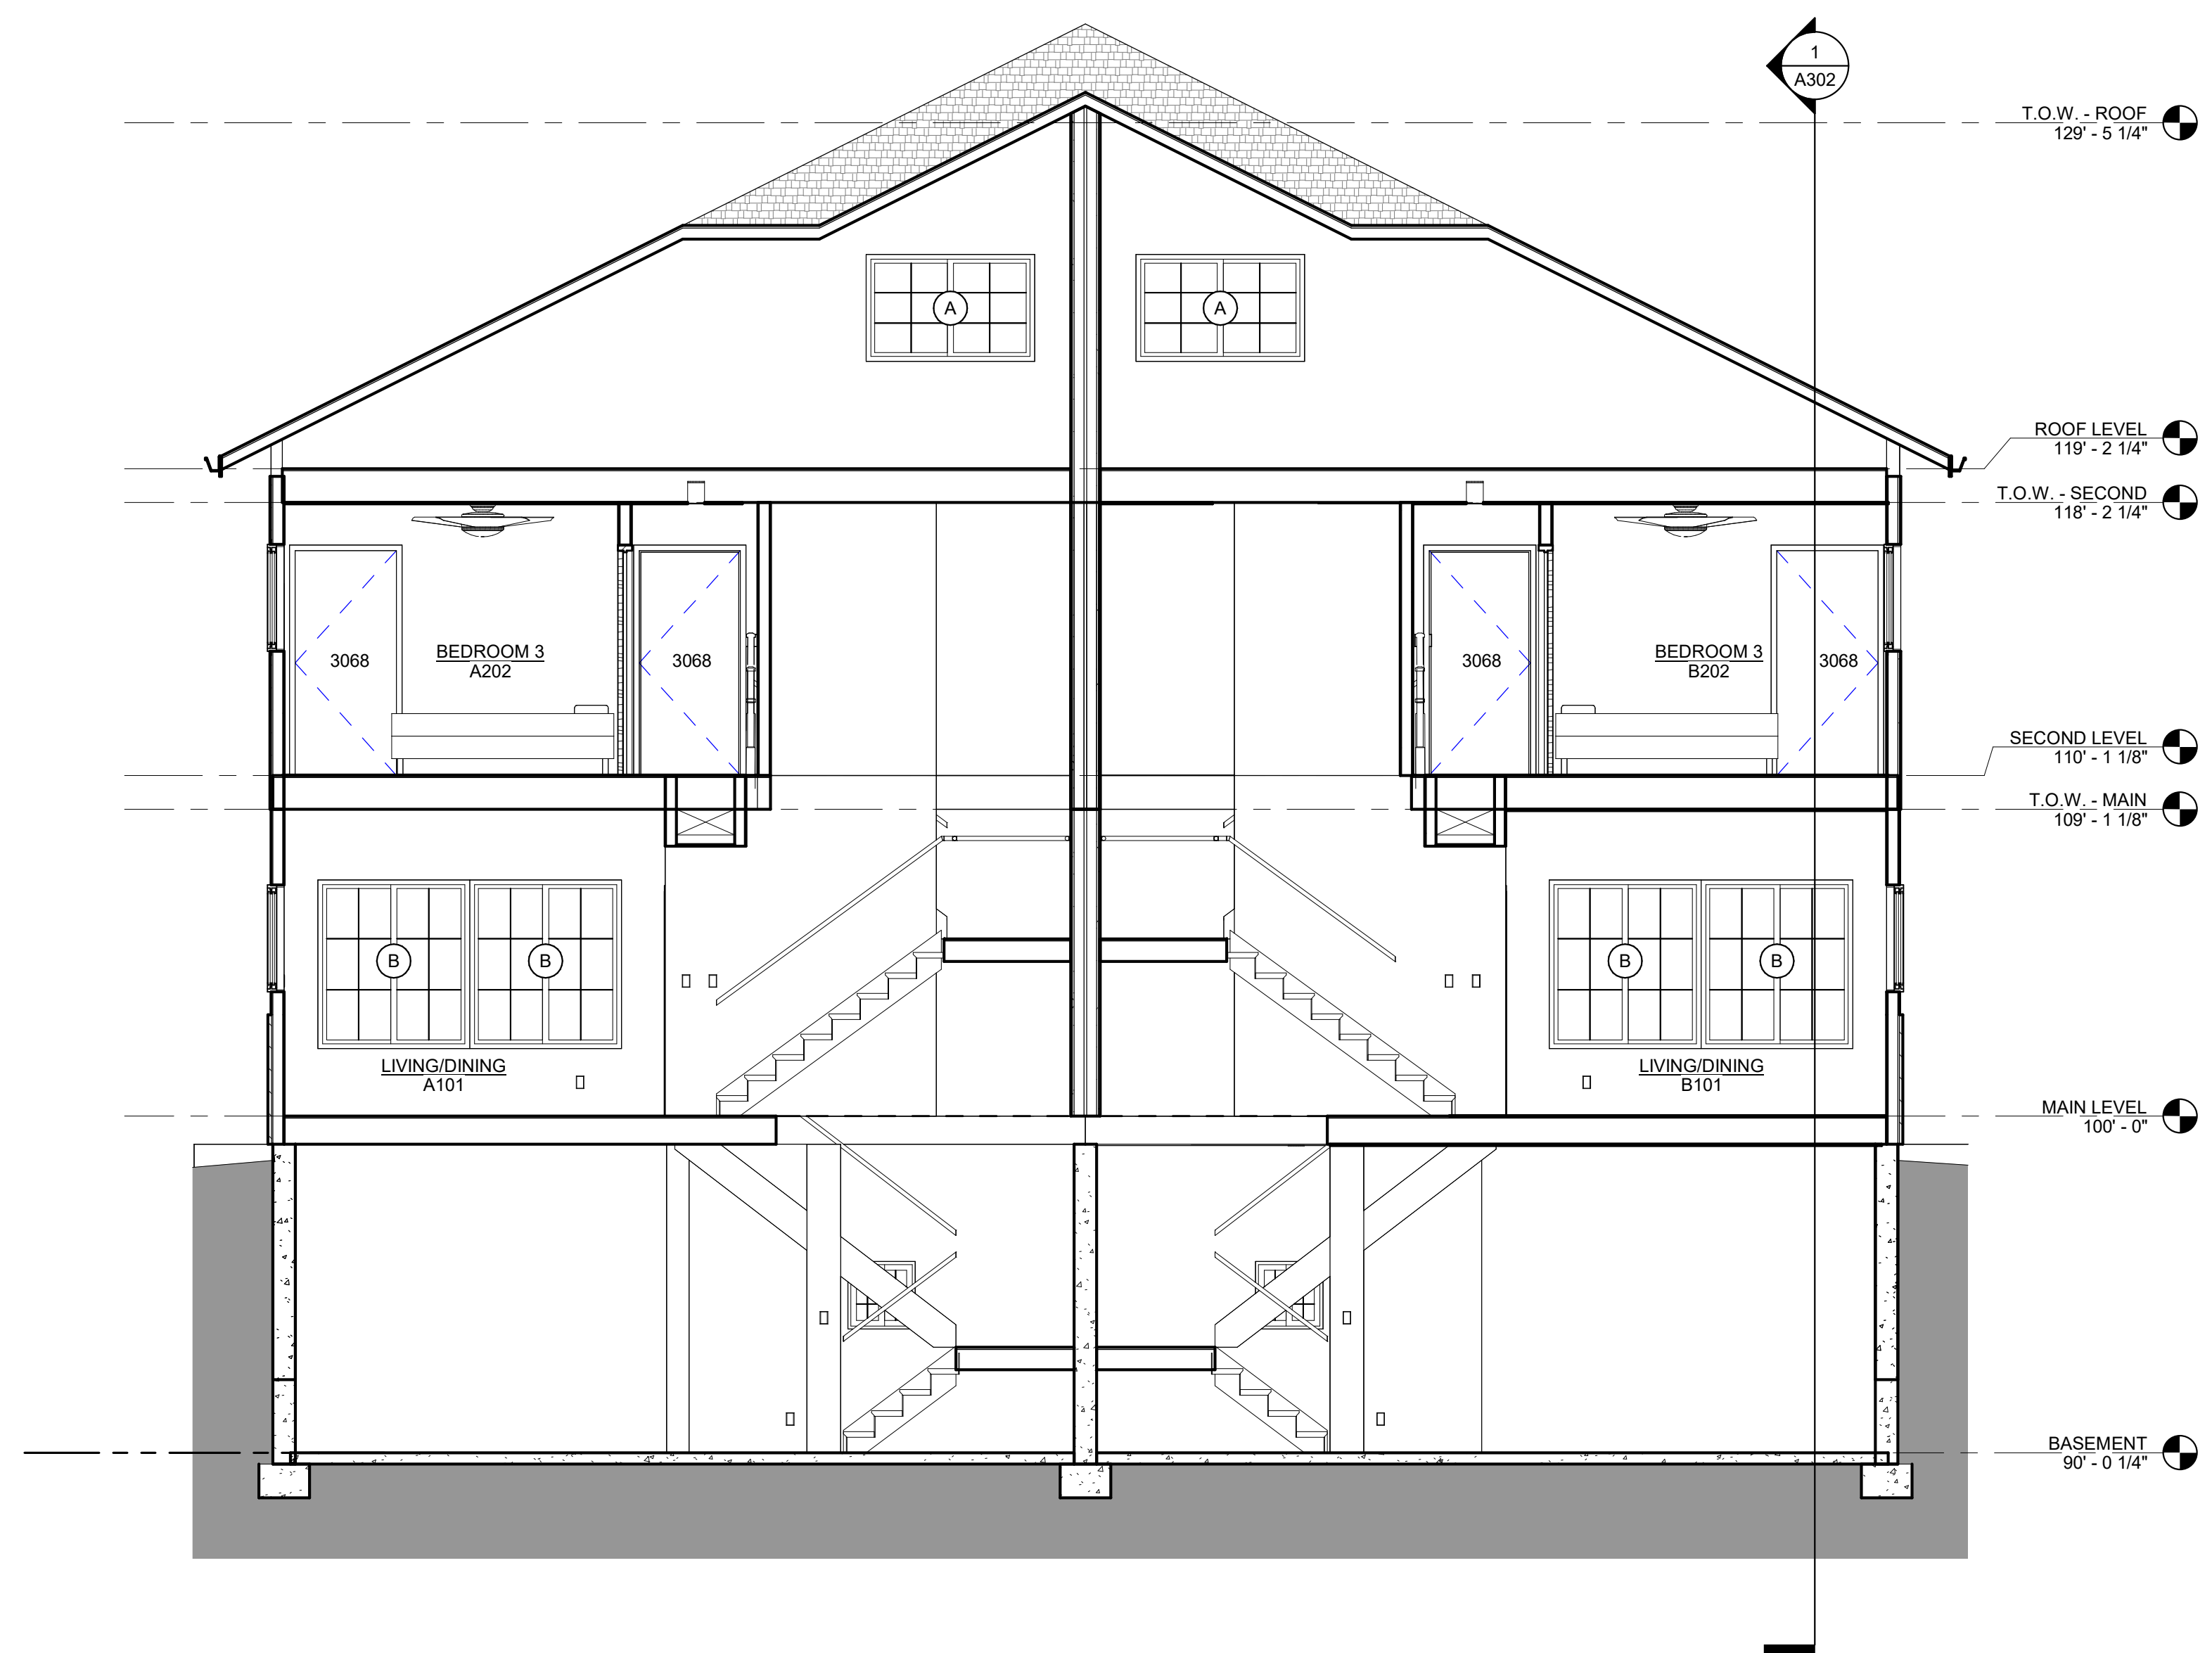 1
A302
T.O.W. - ROOF
129' - 5 1/4"
A
A
ROOF LEVEL
119' - 2 1/4"
T.O.W. - SECOND
118' - 2 1/4"
3068
BEDROOM 3
A202
3068
3068
BEDROOM 3
B202
3068
SECOND LEVEL
110' - 1 1/8"
T.O.W. - MAIN
109' - 1 1/8"
B
B
B
B
LIVING/DINING
A101
LIVING/DINING
B101
MAIN LEVEL
100' - 0"
BASEMENT
90' - 0 1/4"